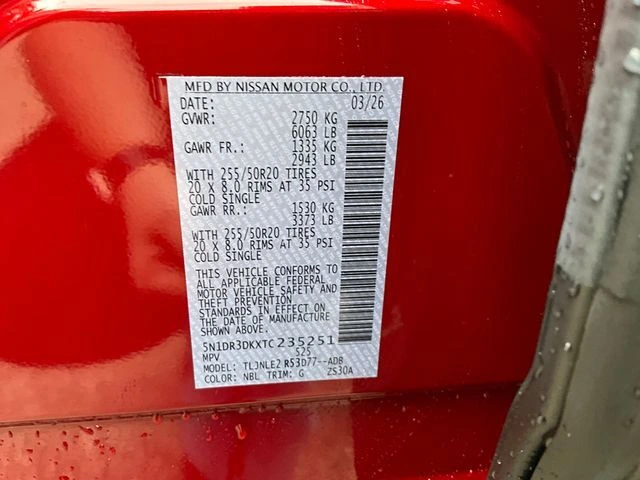 MFD BY NISSAN MOTOR CO., LTD.
DATE: 03/26
GVWR: 2750 KG
6063 LB
GAWR FR.: 1335 KG
2943 LB
WITH 255/50R20 TIRES
20 X 8.0 RIMS AT 35 PSI
COLD SINGLE
GAWR RR.: 1530 KG
3373 LB
WITH 255/50R20 TIRES
20 X 8.0 RIMS AT 35 PSI
COLD SINGLE
THIS VEHICLE CONFORMS TO
ALL APPLICABLE FEDERAL
MOTOR VEHICLE SAFETY AND
THEFT PREVENTION
STANDARDS IN EFFECT ON
THE DATE OF MANUFACTURE
SHOWN ABOVE.
5N1DR3DKXTC235251
MPV 525
MODEL: TLJNLE2 R53D77--ADB
COLOR: NBL TRIM: G ZS30A